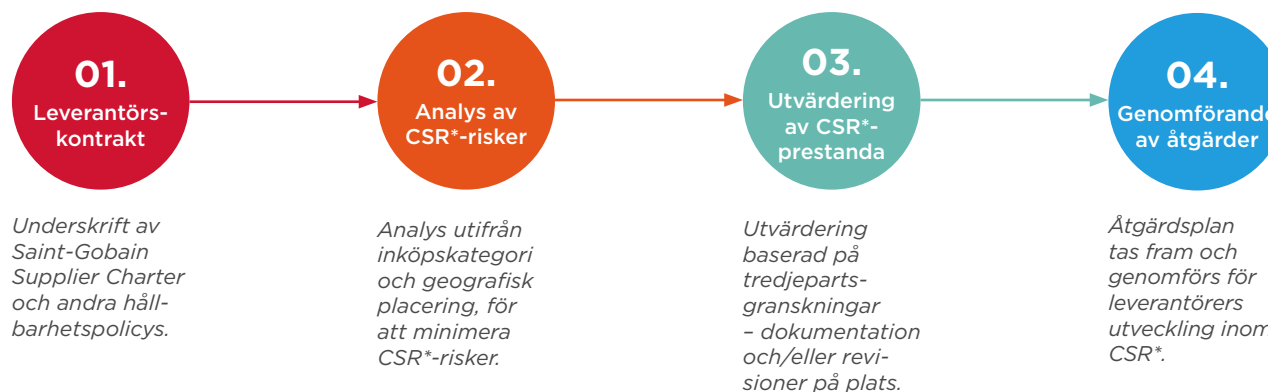 01.
Leverantörs-
kontrakt
Underskrift av
Saint-Gobain
Supplier Charter
och andra håll-
barhetspolicys.
02.
Analys av
CSR*-risker
Analys utifrån
inköpskategori
och geografisk
placering, för
att minimera
CSR*-risker.
03.
Utvärdering
av CSR*-
prestanda
Utvärdering
baserad på
tredjeparts-
granskningar
– dokumentation
och/eller revi-
sioner på plats.
04.
Genomförande
av åtgärder
Åtgärdsplan
tas fram och
genomförs för
leverantörers
utveckling inom
CSR*.